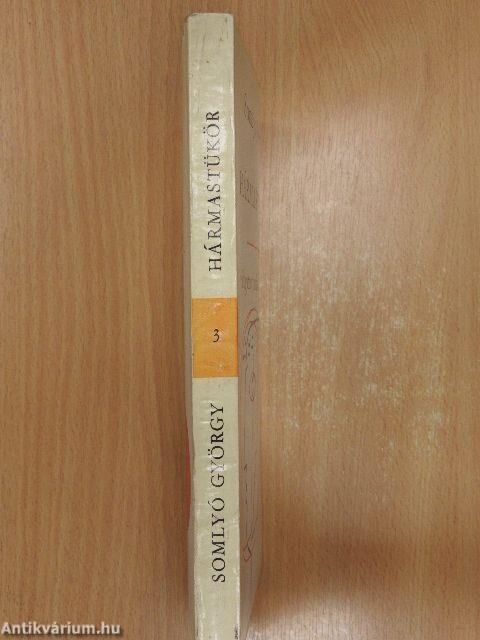 SOMLYÓ GYÖRGY
3
HÁRMASTÜKÖR
Antikvárium.hu